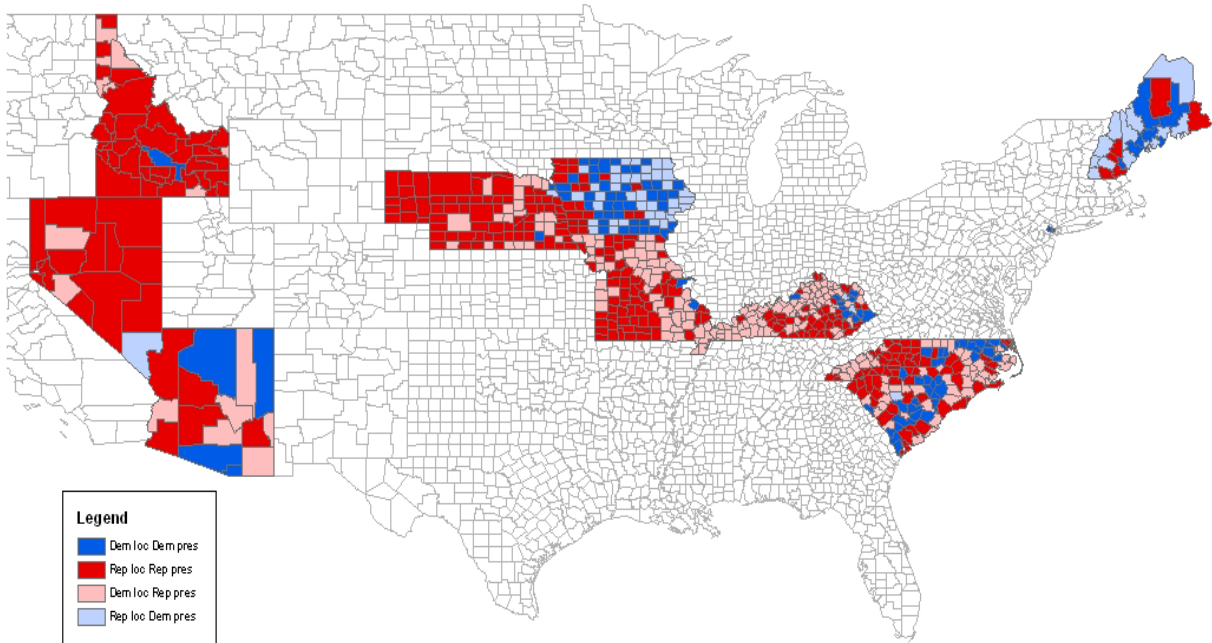 Legend
Dem loc Dem pres
Rep loc Rep pres
Dem loc Rep pres
Rep loc Dem pres